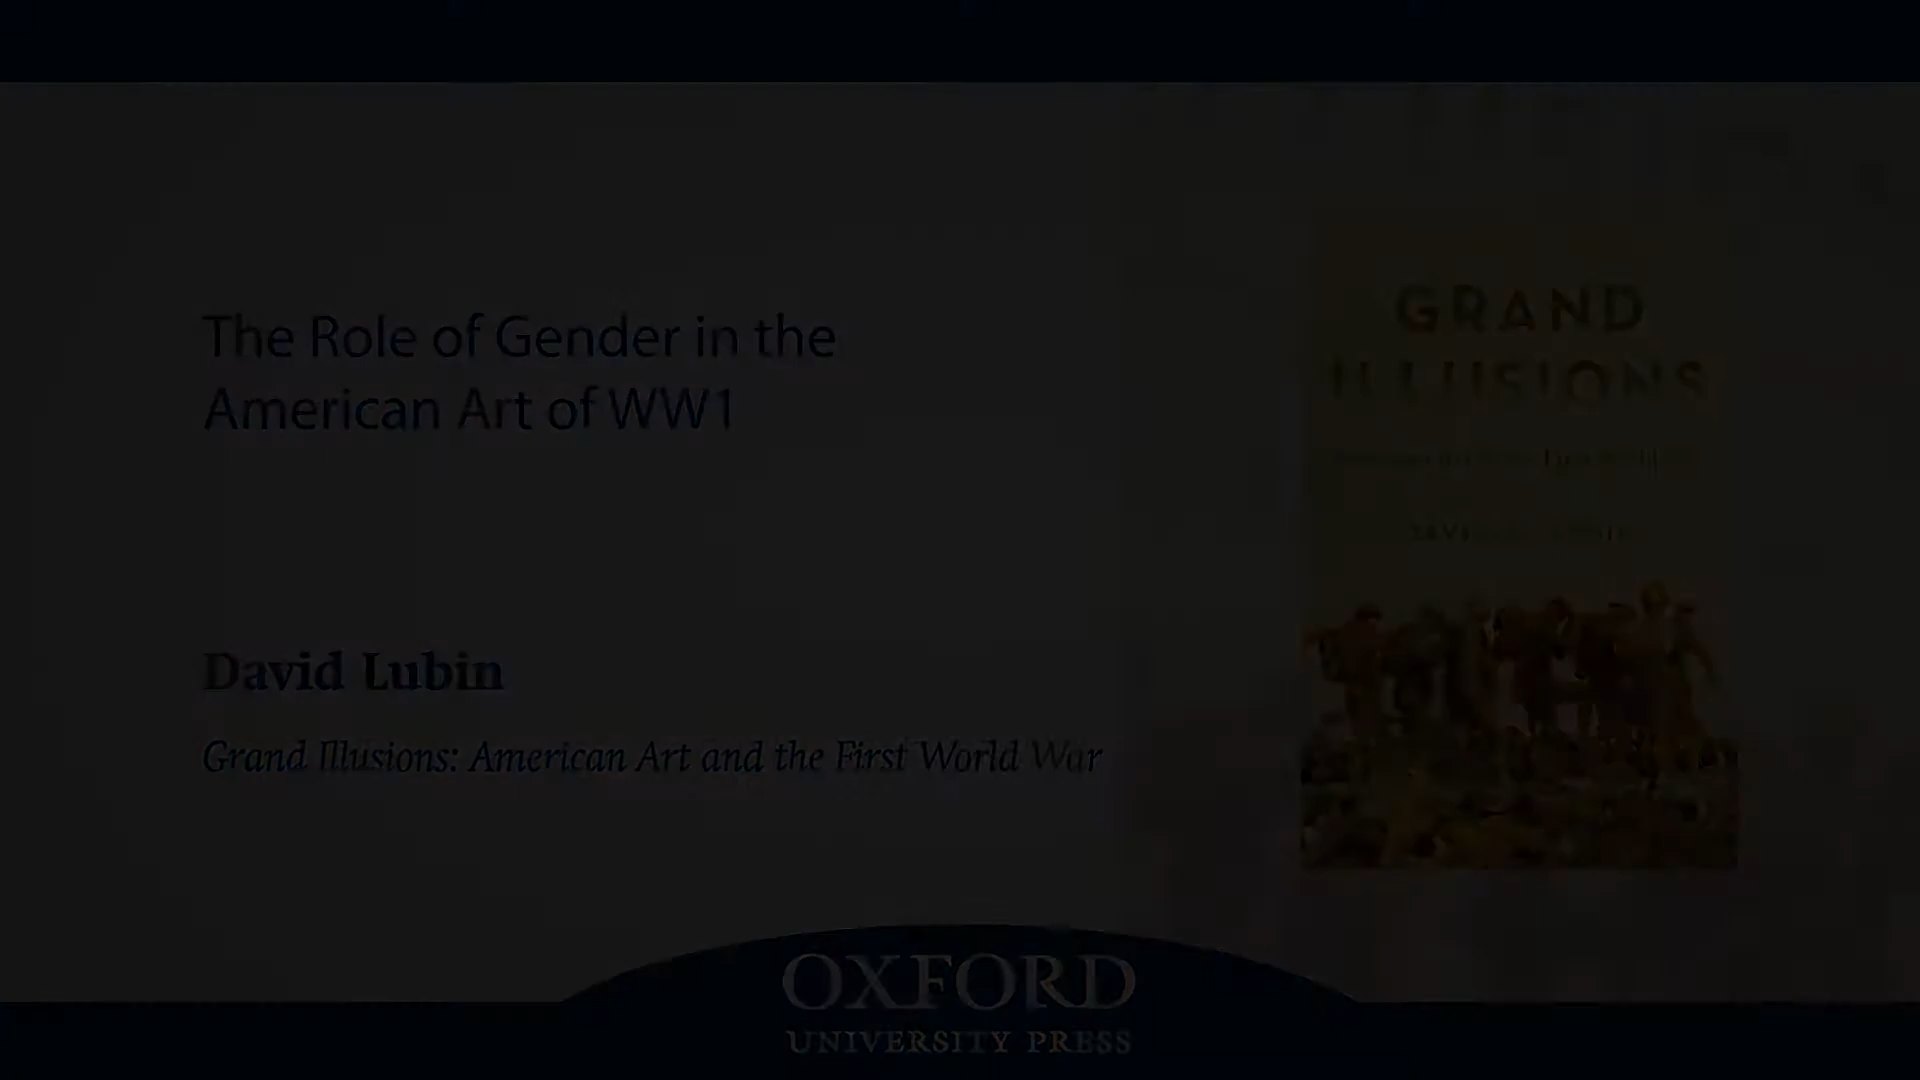 The Role of Gender in the
American Art of WW1
David Lubin
Grand Illusions: American Art and the First World War
GRAND
ILLUSIONS
OXFORD
UNIVERSITY PRESS